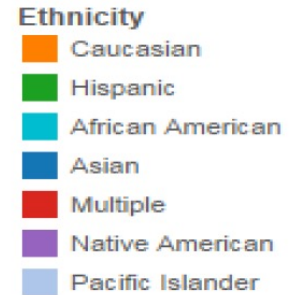 Ethnicity
Caucasian
Hispanic
African American
Asian
Multiple
Native American
Pacific Islander